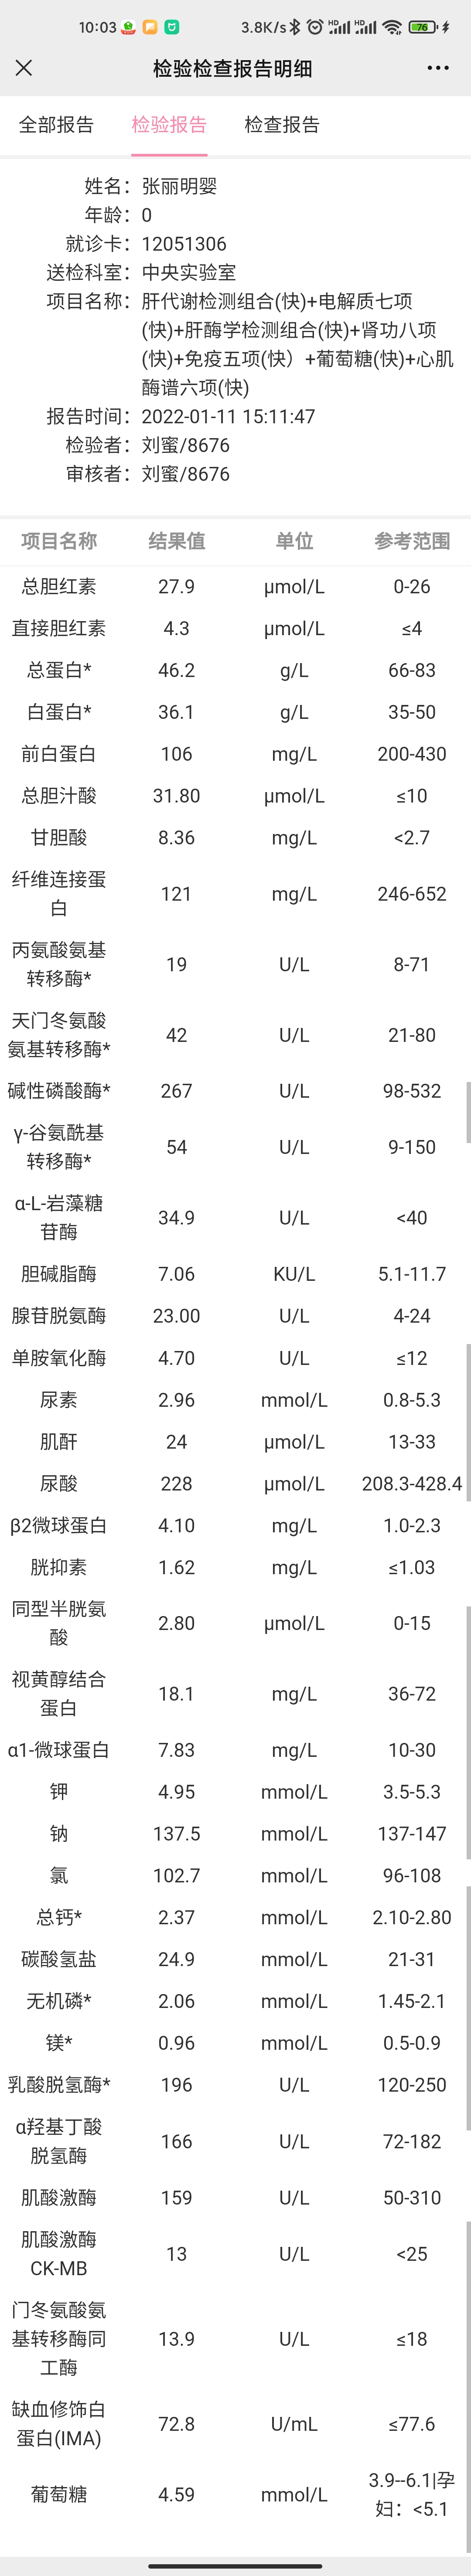 10:03
3.8K/s
HD
HD
76
检验检查报告明细
全部报告 检验报告 检查报告
姓名：张丽明婴
年龄：0
就诊卡：12051306
送检科室：中央实验室
项目名称：肝代谢检测组合(快)+电解质七项
(快)+肝酶学检测组合(快)+肾功八项
(快)+免疫五项(快）+葡萄糖(快)+心肌
酶谱六项(快)
报告时间：2022-01-11 15:11:47
检验者：刘蜜/8676
审核者：刘蜜/8676
项目名称 结果值 单位 参考范围
总胆红素 27.9 μmol/L 0-26
直接胆红素 4.3 μmol/L ≤4
总蛋白* 46.2 g/L 66-83
白蛋白* 36.1 g/L 35-50
前白蛋白 106 mg/L 200-430
总胆汁酸 31.80 μmol/L ≤10
甘胆酸 8.36 mg/L <2.7
纤维连接蛋
白 121 mg/L 246-652
丙氨酸氨基
转移酶* 19 U/L 8-71
天门冬氨酸
氨基转移酶* 42 U/L 21-80
碱性磷酸酶* 267 U/L 98-532
γ-谷氨酰基
转移酶* 54 U/L 9-150
α-L-岩藻糖
苷酶 34.9 U/L <40
胆碱脂酶 7.06 KU/L 5.1-11.7
腺苷脱氨酶 23.00 U/L 4-24
单胺氧化酶 4.70 U/L ≤12
尿素 2.96 mmol/L 0.8-5.3
肌酐 24 μmol/L 13-33
尿酸 228 μmol/L 208.3-428.4
β2微球蛋白 4.10 mg/L 1.0-2.3
胱抑素 1.62 mg/L ≤1.03
同型半胱氨
酸 2.80 μmol/L 0-15
视黄醇结合
蛋白 18.1 mg/L 36-72
α1-微球蛋白 7.83 mg/L 10-30
钾 4.95 mmol/L 3.5-5.3
钠 137.5 mmol/L 137-147
氯 102.7 mmol/L 96-108
总钙* 2.37 mmol/L 2.10-2.80
碳酸氢盐 24.9 mmol/L 21-31
无机磷* 2.06 mmol/L 1.45-2.1
镁* 0.96 mmol/L 0.5-0.9
乳酸脱氢酶* 196 U/L 120-250
α羟基丁酸
脱氢酶 166 U/L 72-182
肌酸激酶 159 U/L 50-310
肌酸激酶
CK-MB 13 U/L <25
门冬氨酸氨
基转移酶同
工酶 13.9 U/L ≤18
缺血修饰白
蛋白(IMA) 72.8 U/mL ≤77.6
葡萄糖 4.59 mmol/L 3.9--6.1|孕
妇：<5.1